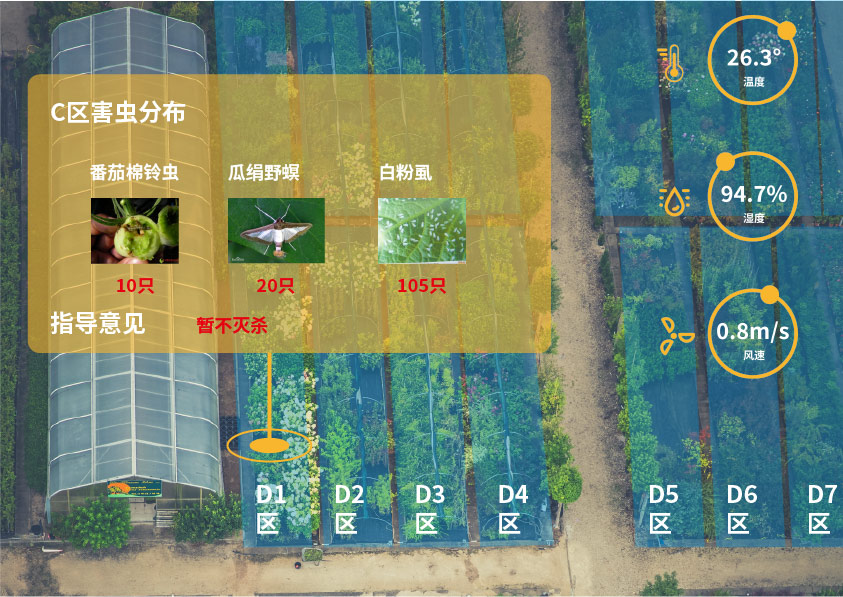 C区害虫分布
番茄棉铃虫 瓜绢野螟 白粉虱
10只 20只 105只
指导意见 暂不灭杀
26.3°
温度
94.7%
湿度
0.8m/s
风速
D1 D2 D3 D4 D5 D6 D7
区 区 区 区 区 区 区